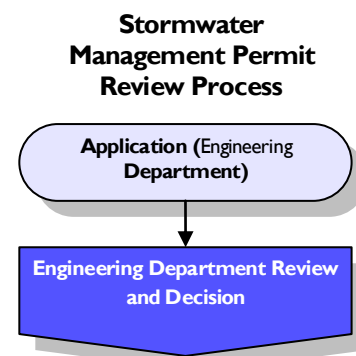 Stormwater
Management Permit
Review Process
Application (Engineering
Department)
Engineering Department Review
and Decision